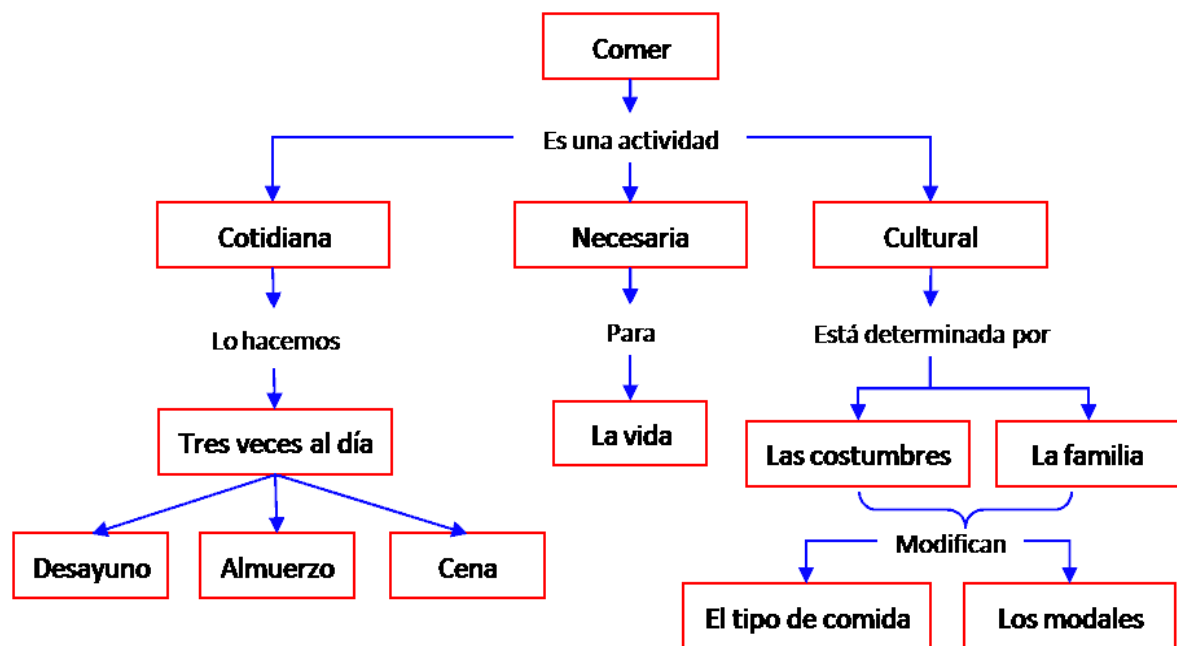 Comer
Es una actividad
Cotidiana
Necesaria
Cultural
Lo hacemos
Para
Está determinada por
Tres veces al día
La vida
Las costumbres
La familia
Desayuno
Almuerzo
Cena
Modifican
El tipo de comida
Los modales